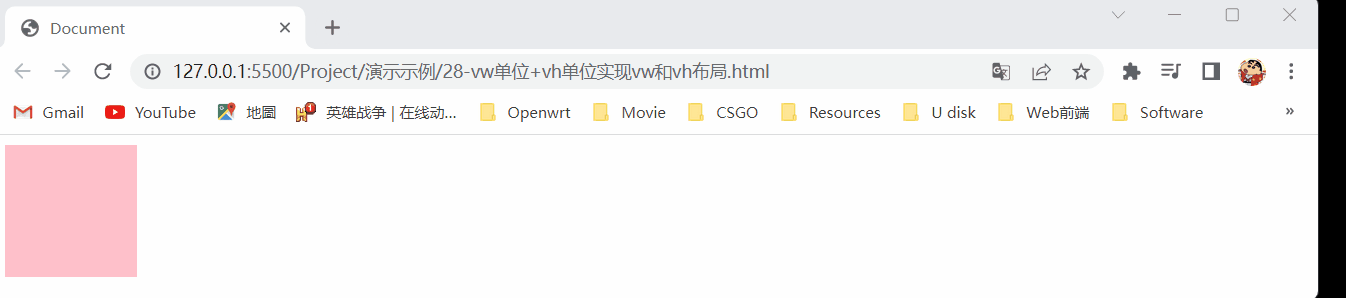 Document
127.0.0.1:5500/Project/演示示例/28-vw单位+vh单位实现vw和vh布局.html
Gmail YouTube 地圖 英雄战争 | 在线动... Openwrt Movie CSGO Resources U disk Web前端 Software »